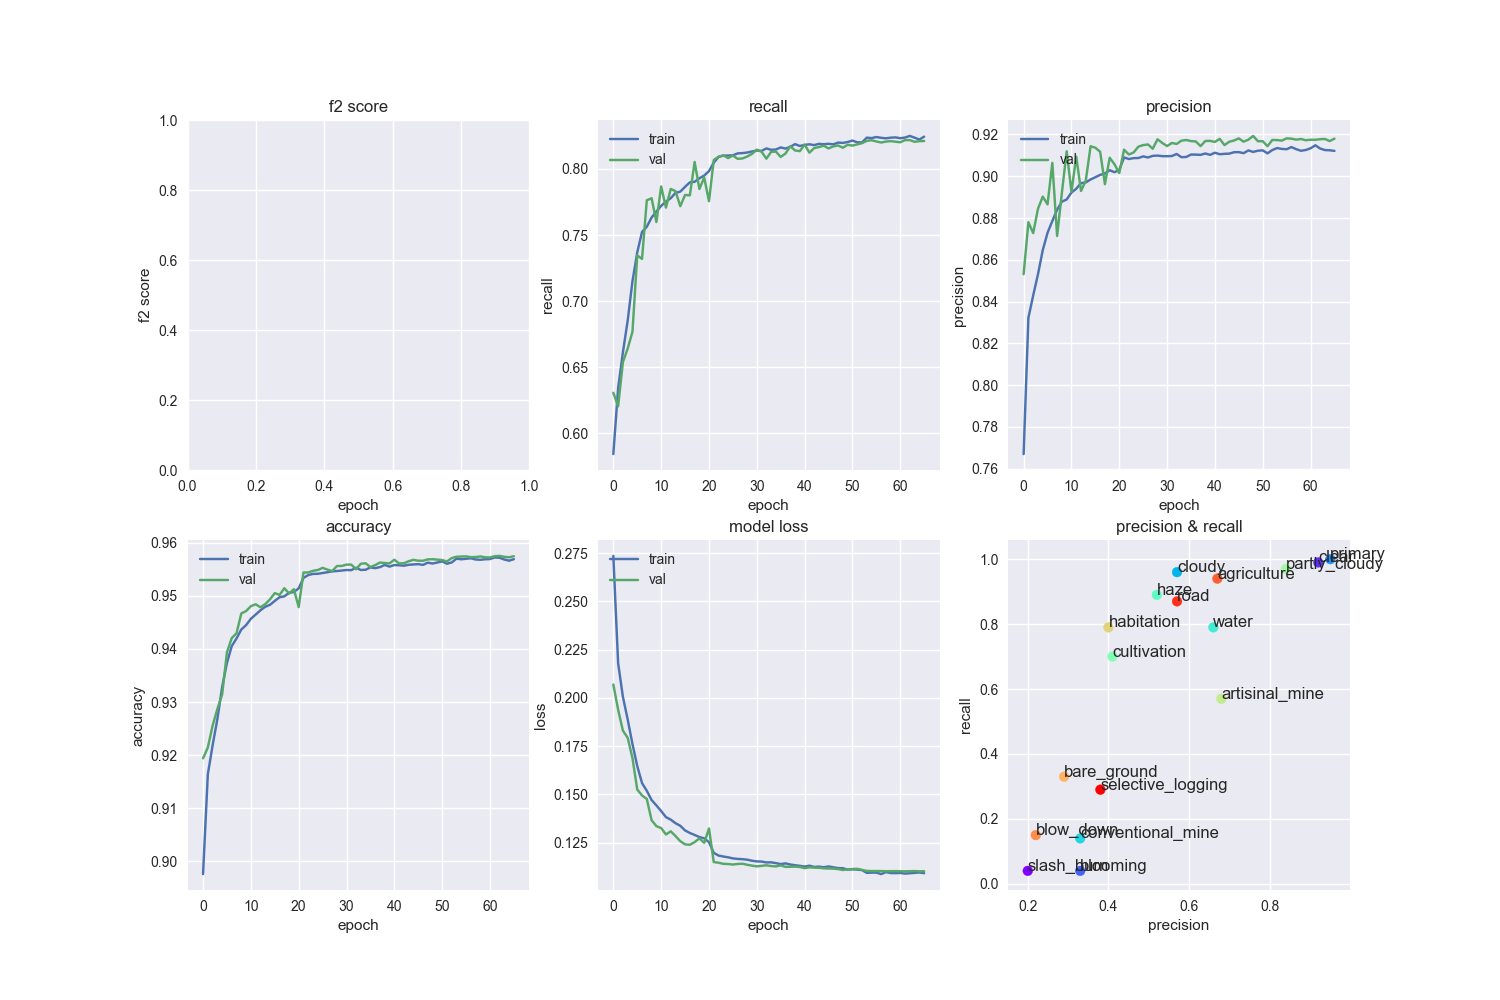 f2 score
1.0
0.8
0.6
0.4
0.2
0.0
f2 score
0.0 0.2 0.4 0.6 0.8 1.0
epoch
recall
train
val
0.80
0.75
0.70
0.65
0.60
recall
0 10 20 30 40 50 60
epoch
precision
train
val
0.92
0.90
0.88
0.86
0.84
0.82
0.80
0.78
0.76
precision
0 10 20 30 40 50 60
epoch
accuracy
train
val
0.96
0.95
0.94
0.93
0.92
0.91
0.90
accuracy
0 10 20 30 40 50 60
epoch
model loss
train
val
0.275
0.250
0.225
0.200
0.175
0.150
0.125
loss
0 10 20 30 40 50 60
epoch
precision & recall
1.0
0.8
0.6
0.4
0.2
0.0
recall
primary
clear
partly_cloudy
cloudy
agriculture
haze
road
habitation
water
cultivation
artisinal_mine
bare_ground
selective_logging
blow_down
conventional_mine
slash_burn
blooming
0.2 0.4 0.6 0.8
precision